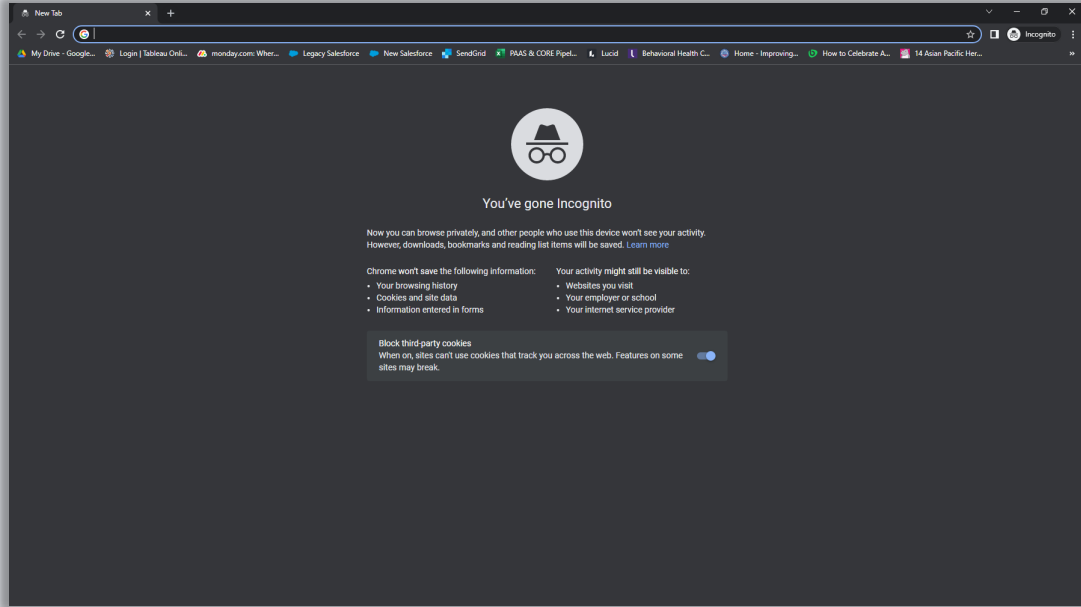 New Tab
Incognito
My Drive - Google... Login | Tableau Onli... monday.com: Wher... Legacy Salesforce New Salesforce SendGrid PAAS & CORE Pipel... Lucid Behavioral Health C... Home - Improving... How to Celebrate A... 14 Asian Pacific Her... »
You've gone Incognito
Now you can browse privately, and other people who use this device won't see your activity.
However, downloads, bookmarks and reading list items will be saved. Learn more
Chrome won't save the following information:
• Your browsing history
• Cookies and site data
• Information entered in forms
Your activity might still be visible to:
• Websites you visit
• Your employer or school
• Your internet service provider
Block third-party cookies
When on, sites can't use cookies that track you across the web. Features on some
sites may break.